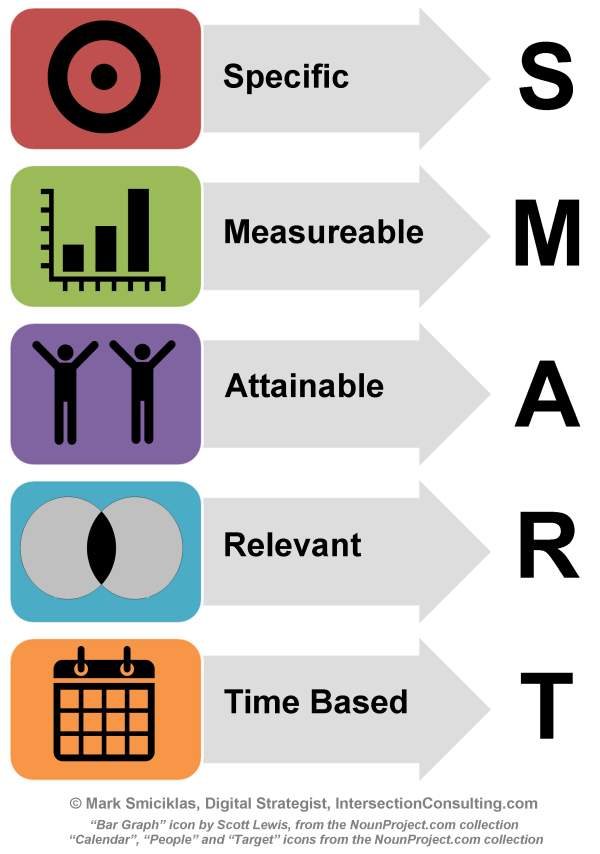 Specific S
Measureable M
Attainable A
Relevant R
Time Based T
© Mark Smiciklas, Digital Strategist, IntersectionConsulting.com
“Bar Graph” icon by Scott Lewis, from the NounProject.com collection
“Calendar”, “People” and “Target” icons from the NounProject.com collection